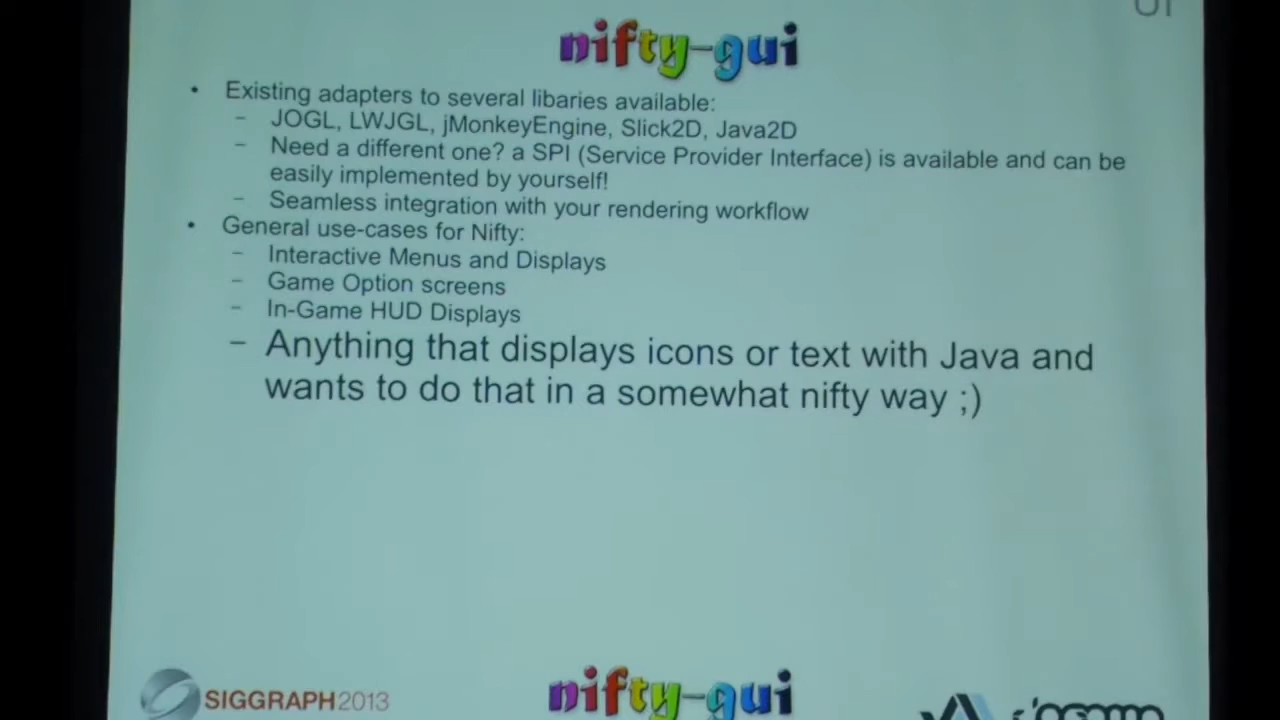 nifty-gui
• Existing adapters to several libaries available:
– JOGL, LWJGL, jMonkeyEngine, Slick2D, Java2D
– Need a different one? a SPI (Service Provider Interface) is available and can be
easily implemented by yourself!
– Seamless integration with your rendering workflow
• General use-cases for Nifty:
– Interactive Menus and Displays
– Game Option screens
– In-Game HUD Displays
– Anything that displays icons or text with Java and
wants to do that in a somewhat nifty way ;)
SIGGRAPH2013
nifty-gui